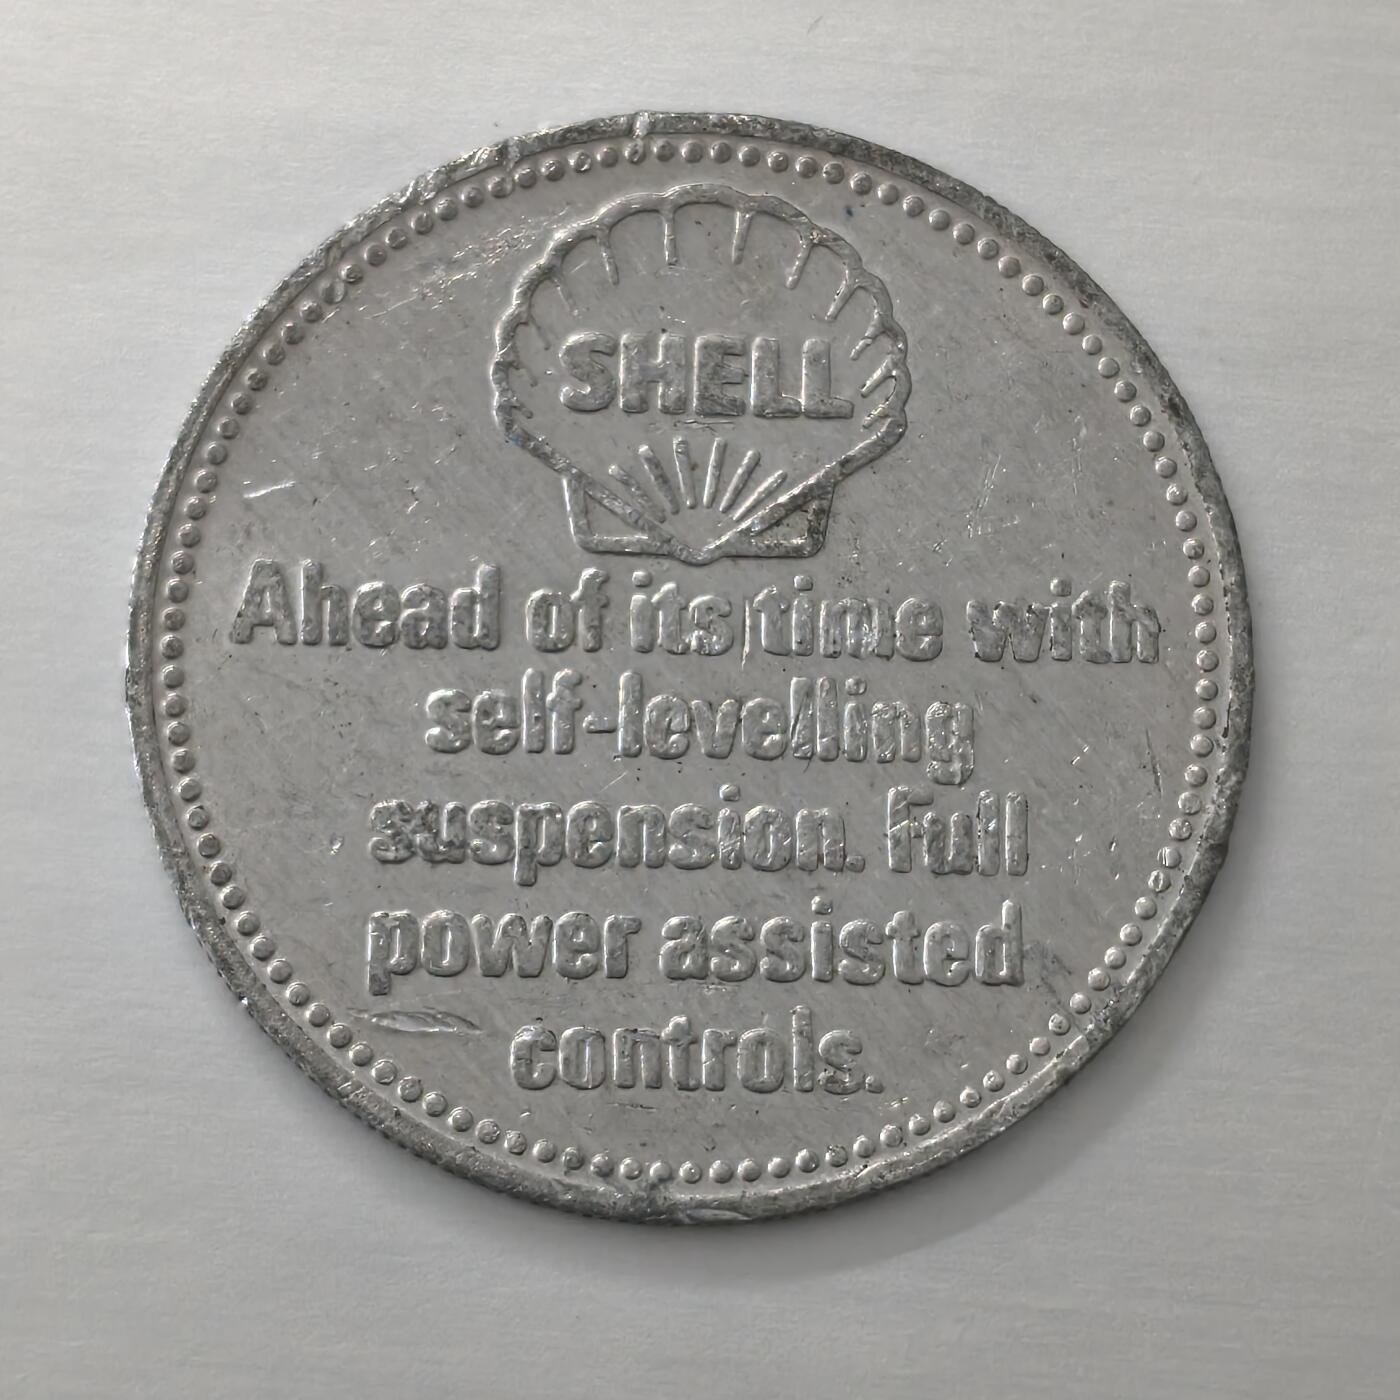 SHELL
Ahead of its time with
self-levelling
suspension. Full
power assisted
controls.